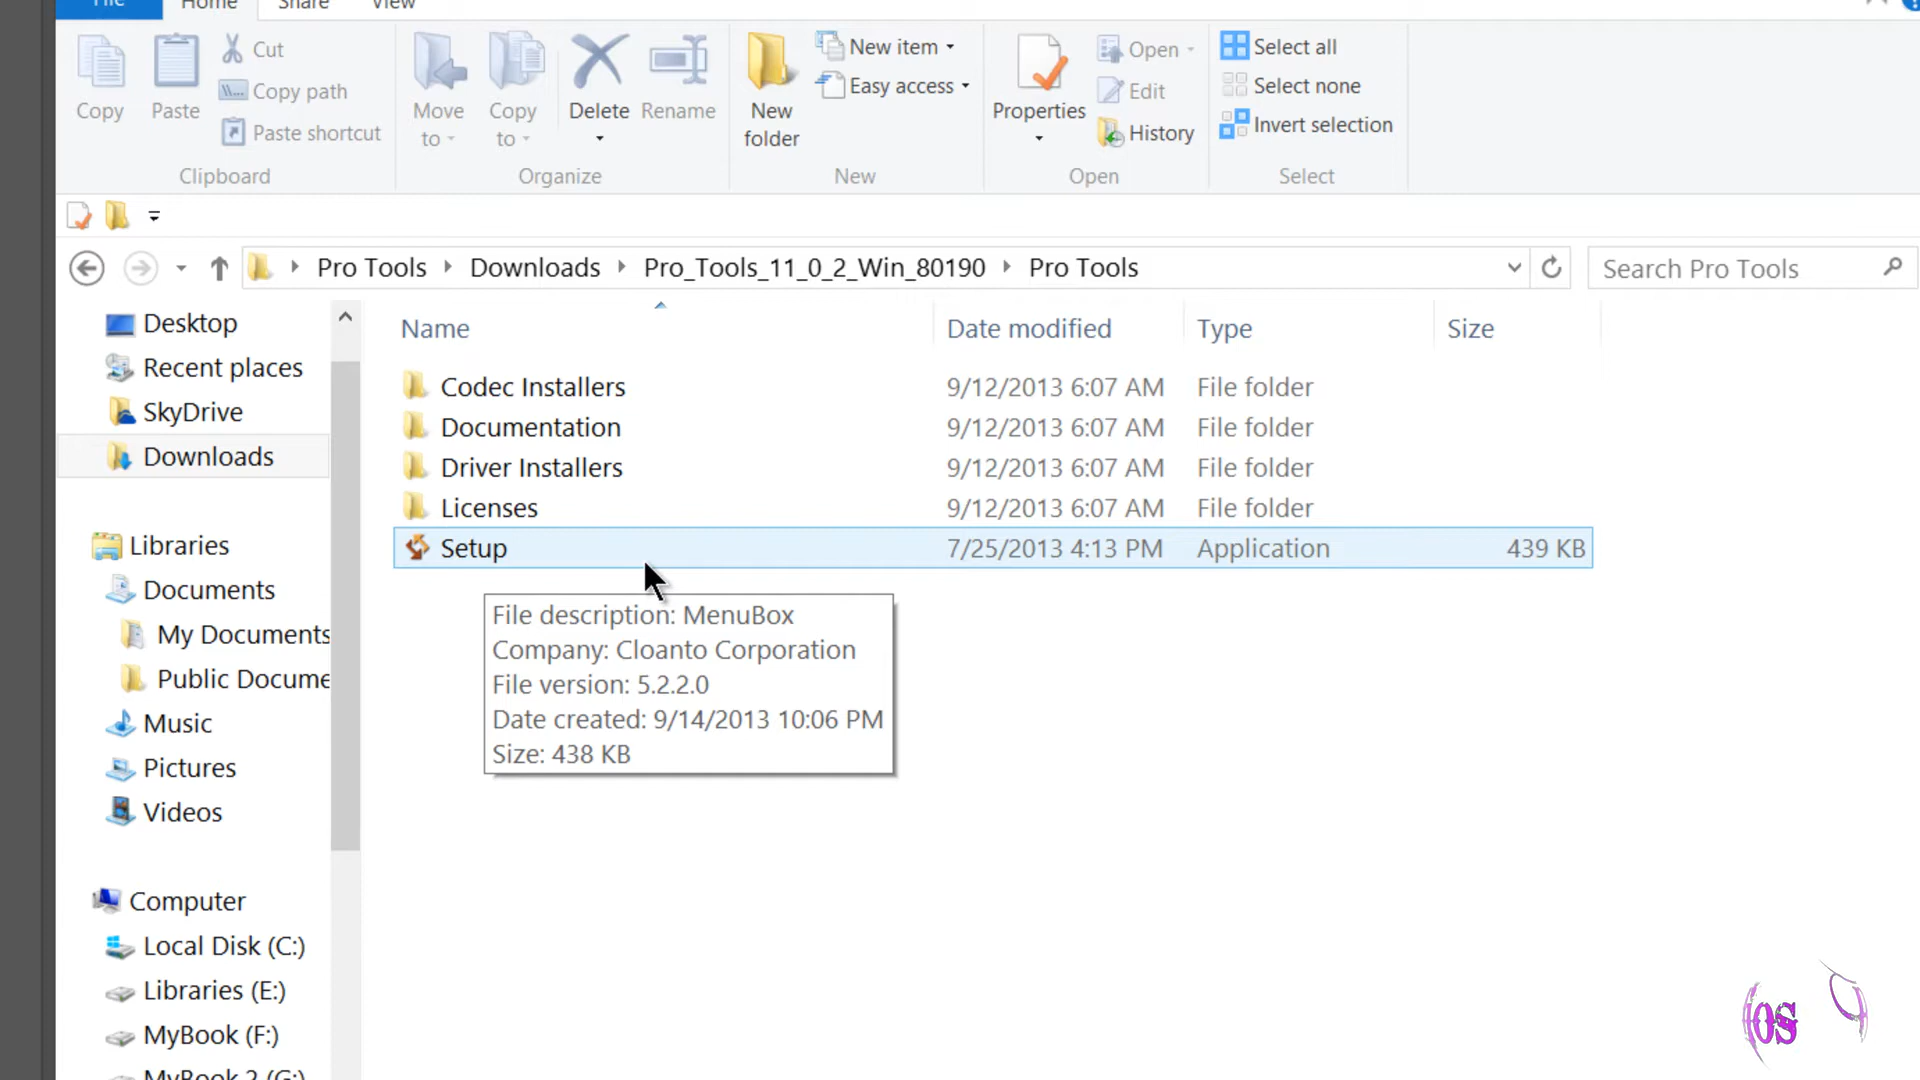 File Home Share View
Copy
Paste
Cut
Copy path
Paste shortcut
Clipboard
Move to
Copy to
Delete
Rename
Organize
New folder
New item
Easy access
New
Properties
Open
Edit
History
Open
Select all
Select none
Invert selection
Select
Pro Tools Downloads Pro_Tools_11_0_2_Win_80190 Pro Tools
Search Pro Tools
Desktop
Recent places
SkyDrive
Downloads
Libraries
Documents
My Documents
Public Docume
Music
Pictures
Videos
Computer
Local Disk (C:)
Libraries (E:)
MyBook (F:)
MyBook 2 (G:)
Name Date modified Type Size
Codec Installers 9/12/2013 6:07 AM File folder
Documentation 9/12/2013 6:07 AM File folder
Driver Installers 9/12/2013 6:07 AM File folder
Licenses 9/12/2013 6:07 AM File folder
Setup 7/25/2013 4:13 PM Application 439 KB
File description: MenuBox
Company: Cloanto Corporation
File version: 5.2.2.0
Date created: 9/14/2013 10:06 PM
Size: 438 KB